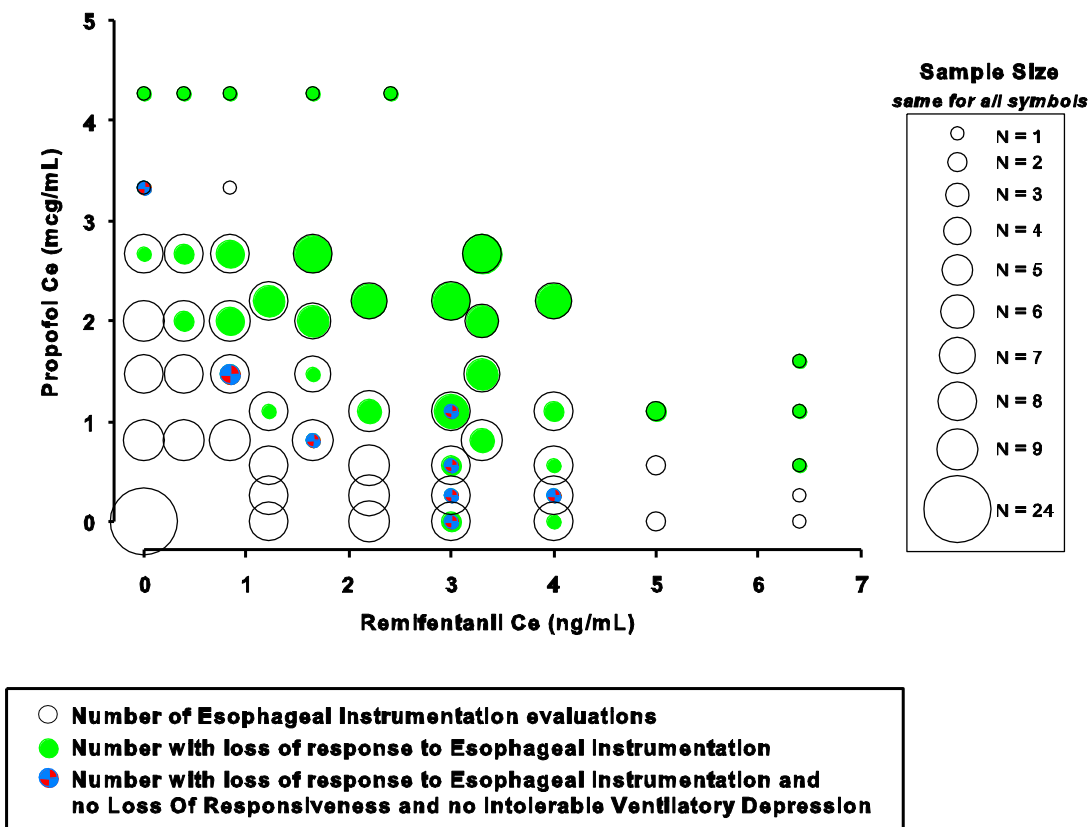 5
4
3
2
1
0
Propofol Ce (mcg/mL)
0 1 2 3 4 5 6 7
Remifentanil Ce (ng/mL)
Sample Size
same for all symbols
N = 1
N = 2
N = 3
N = 4
N = 5
N = 6
N = 7
N = 8
N = 9
N = 24
Number of Esophageal Instrumentation evaluations
Number with loss of response to Esophageal Instrumentation
Number with loss of response to Esophageal Instrumentation and
no Loss Of Responsiveness and no Intolerable Ventilatory Depression